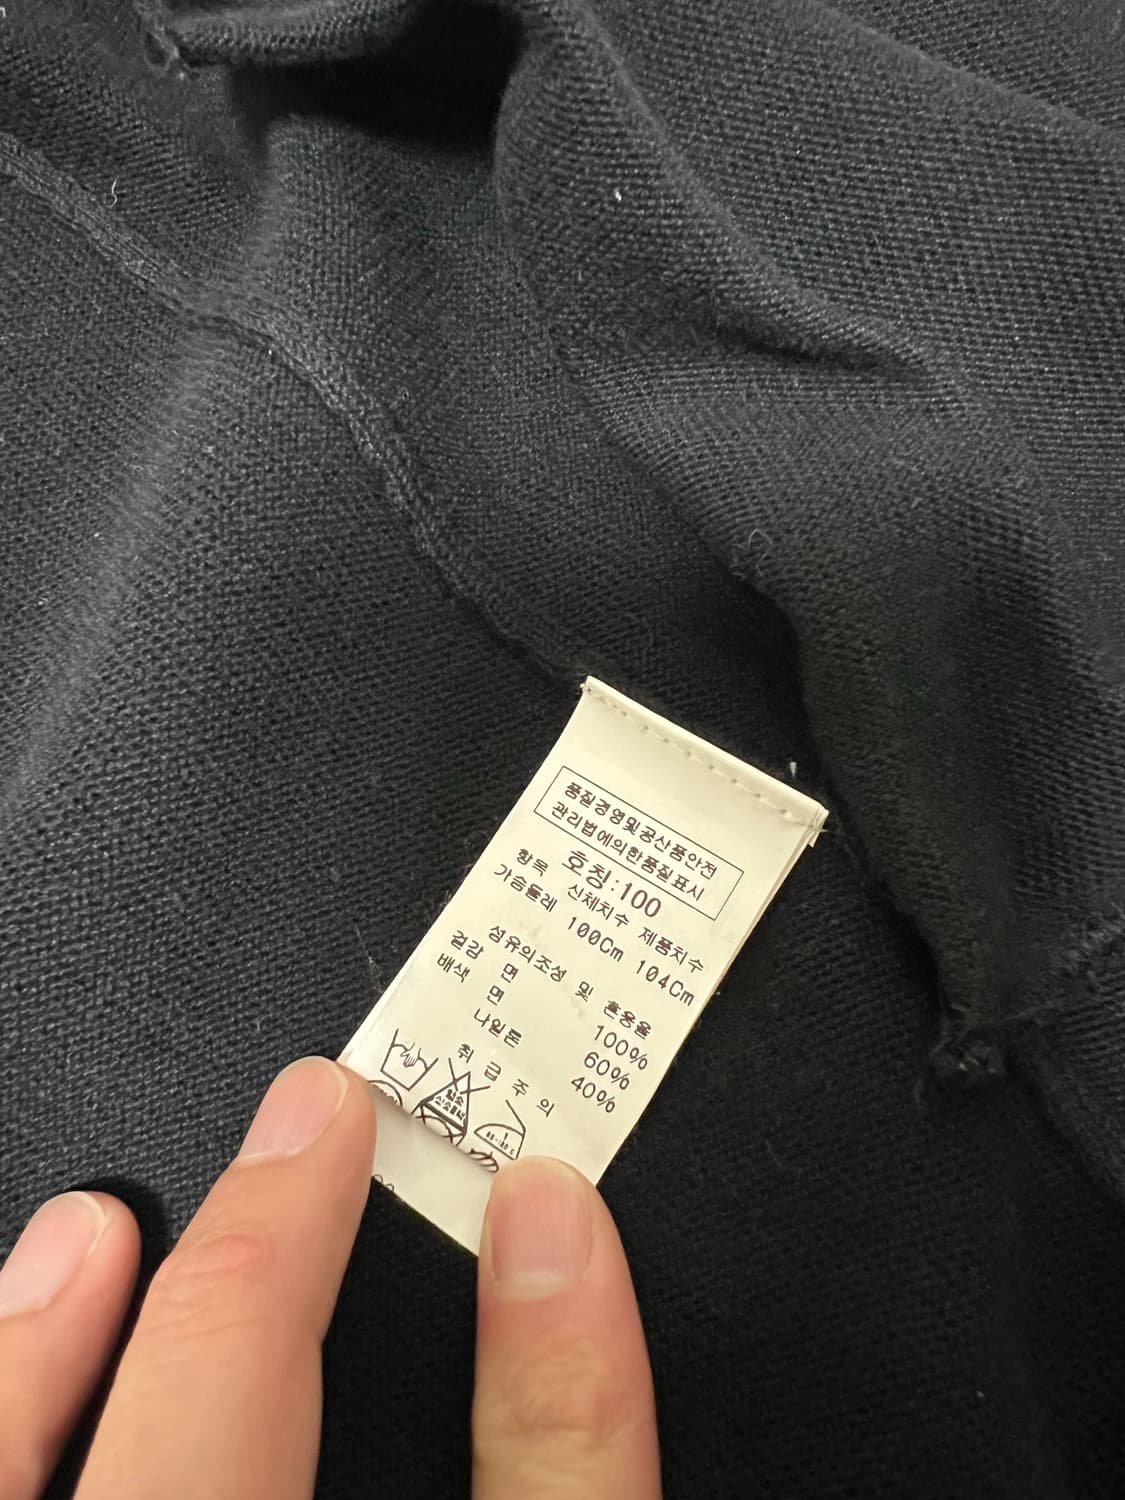 품질경영및공산품안전
관리법에의한품질표시
호칭:100
항목 신체치수 제품치수
가슴둘레 100Cm 104Cm
섬유의조성 및 혼용율
겉감 면 100%
배색 면 60%
나일론 40%
취급주의
염소